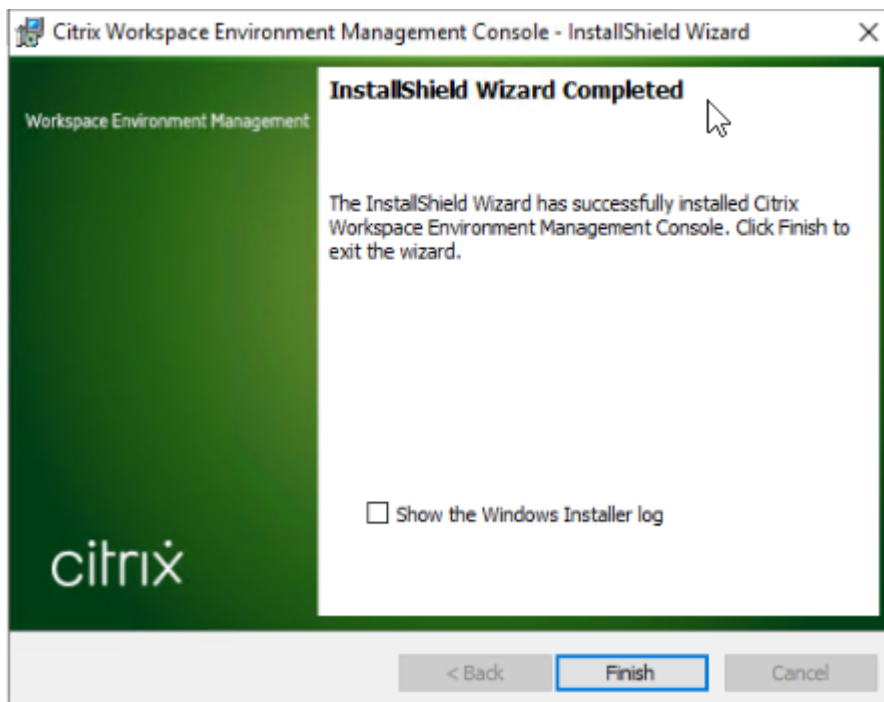 Citrix Workspace Environment Management Console - InstallShield Wizard
InstallShield Wizard Completed
Workspace Environment Management
The InstallShield Wizard has successfully installed Citrix
Workspace Environment Management Console. Click Finish to
exit the wizard.
Show the Windows Installer log
citrix
< Back
Finish
Cancel